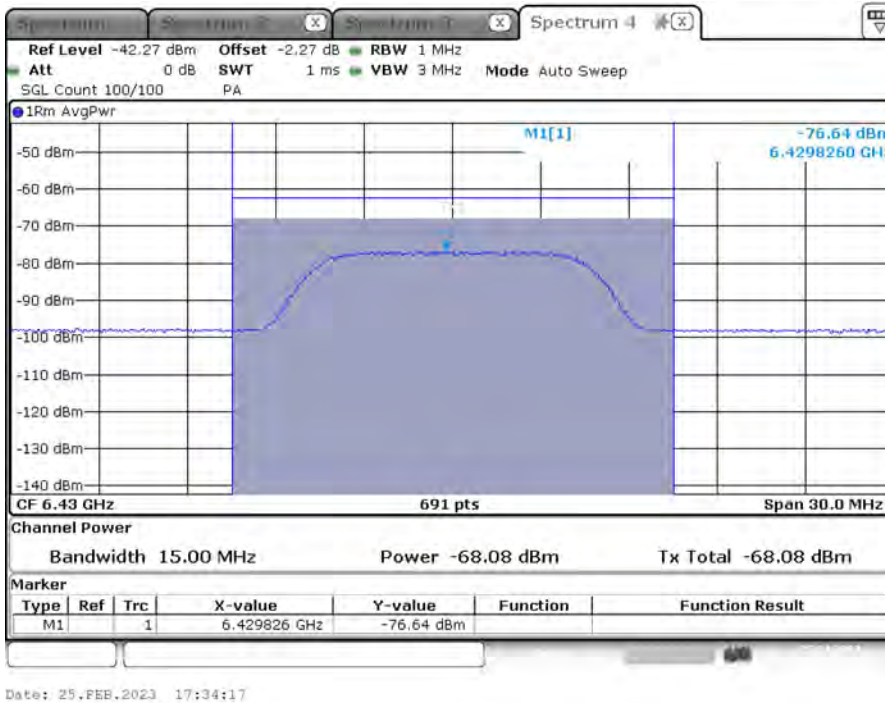 Spectrum 4
Ref Level -42.27 dBm Offset -2.27 dB RBW 1 MHz
Att 0 dB SWT 1 ms VBW 3 MHz Mode Auto Sweep
SGL Count 100/100 PA
1Rm AvgPwr
M1[1] -76.64 dBm
6.4298260 GHz
-50 dBm
-60 dBm
-70 dBm
-80 dBm
-90 dBm
-100 dBm
-110 dBm
-120 dBm
-130 dBm
-140 dBm
CF 6.43 GHz 691 pts Span 30.0 MHz
Channel Power
Bandwidth 15.00 MHz Power -68.08 dBm Tx Total -68.08 dBm
Marker
Type Ref Trc X-value Y-value Function Function Result
M1 1 6.429826 GHz -76.64 dBm
Date: 25.FEB.2023 17:34:17